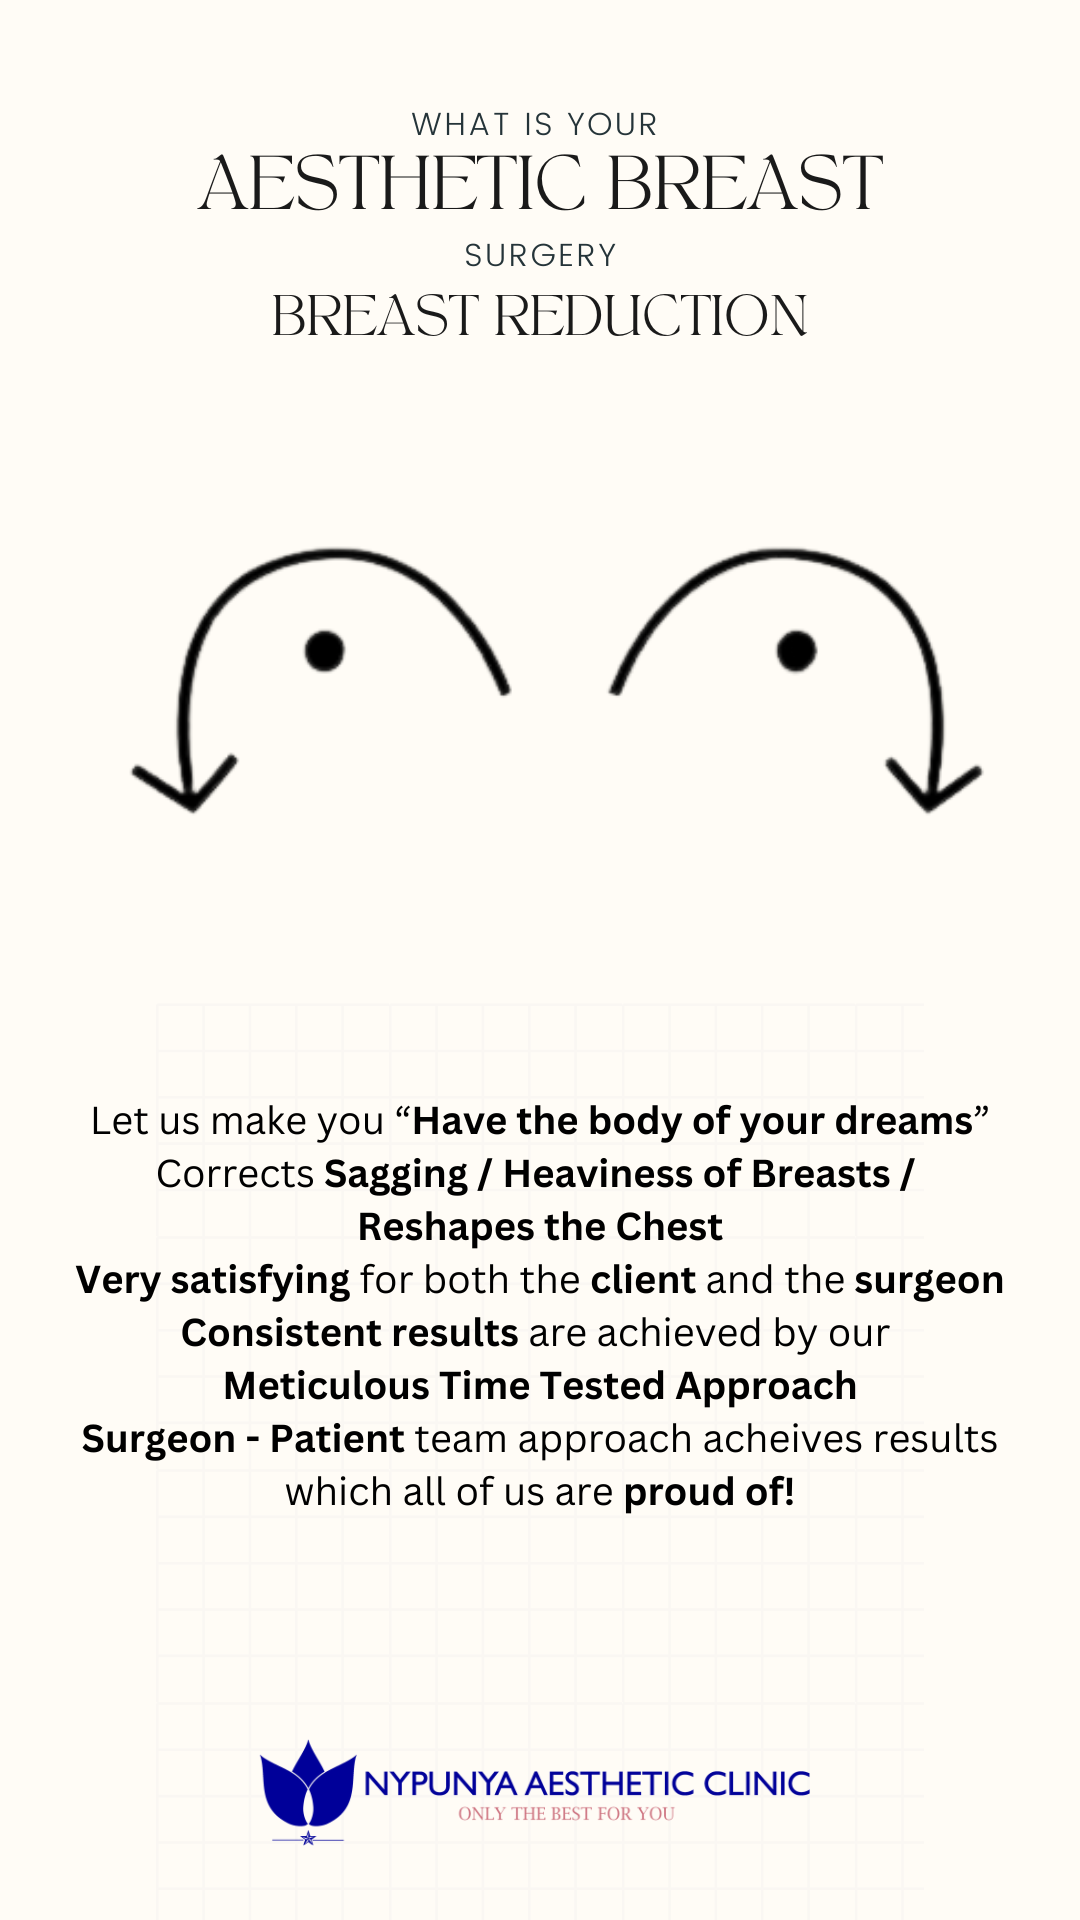 WHAT IS YOUR
AESTHETIC BREAST
SURGERY
BREAST REDUCTION
Let us make you “Have the body of your dreams”
Corrects Sagging / Heaviness of Breasts /
Reshapes the Chest
Very satisfying for both the client and the surgeon
Consistent results are achieved by our
Meticulous Time Tested Approach
Surgeon - Patient team approach acheives results
which all of us are proud of!
NYPUNYA AESTHETIC CLINIC
ONLY THE BEST FOR YOU